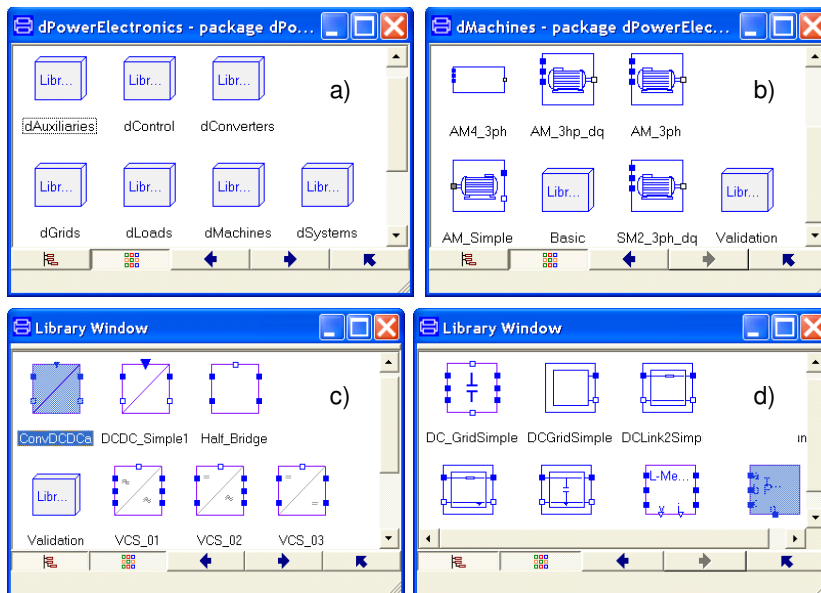 dPowerElectronics - package dPo...
Libr... Libr... Libr... a)
dAuxiliaries dControl dConverters
Libr... Libr... Libr... Libr...
dGrids dLoads dMachines dSystems
dMachines - package dPowerElec...
b)
AM4_3ph AM_3hp_dq AM_3ph
Libr... Libr...
AM_Simple Basic SM2_3ph_dq Validation
Library Window
c)
ConvDCDCa DCDC_Simple1 Half_Bridge
Libr...
Validation VCS_01 VCS_02 VCS_03
Library Window
d)
DC_GridSimple DCGridSimple DCLink2Simp
L-Me...
v i